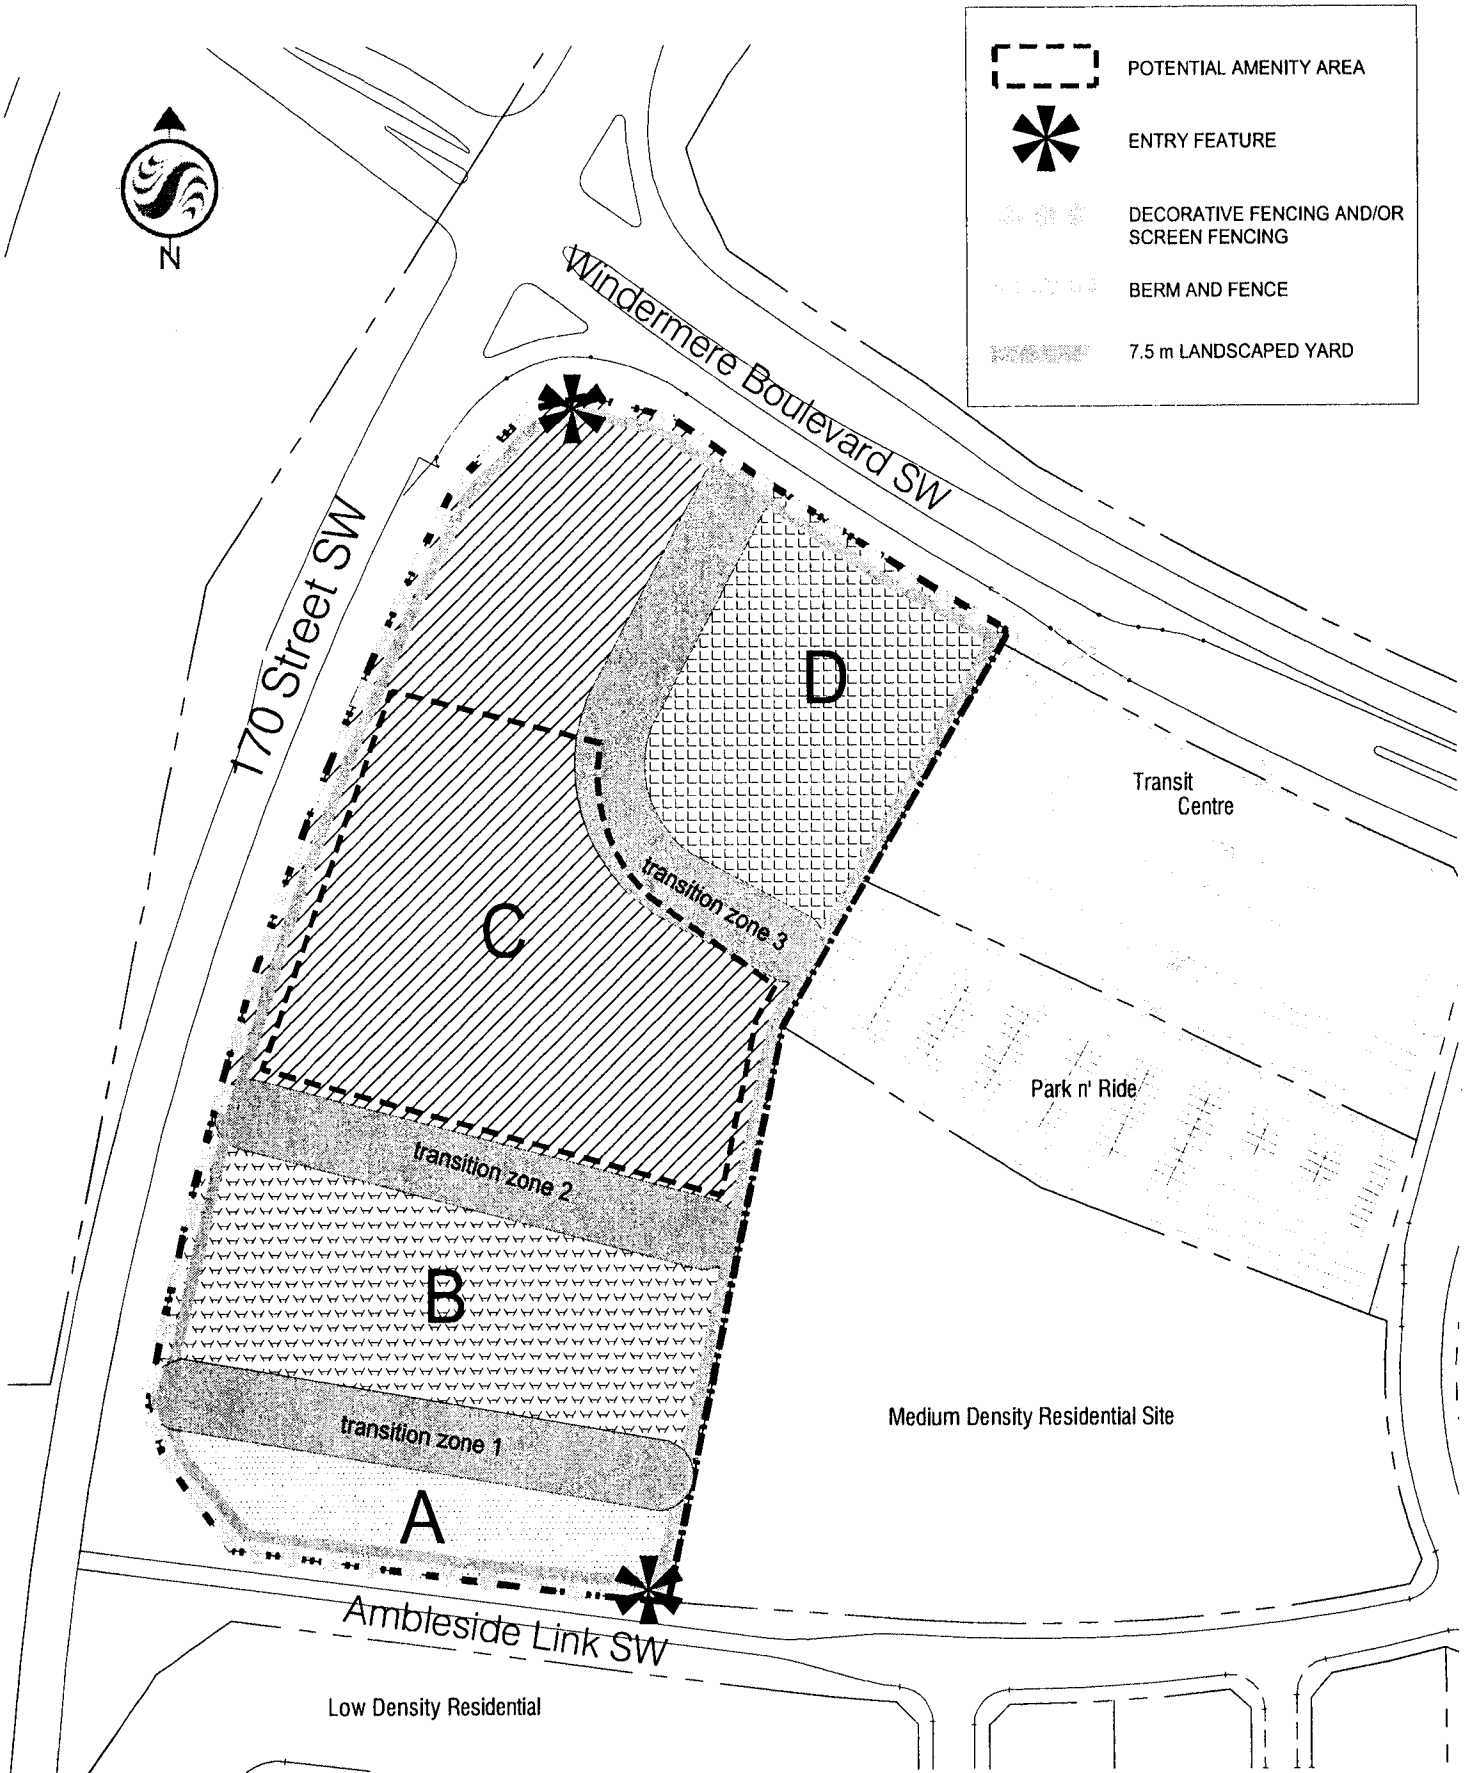 POTENTIAL AMENITY AREA
ENTRY FEATURE
DECORATIVE FENCING AND/OR
SCREEN FENCING
BERM AND FENCE
7.5 m LANDSCAPED YARD
N
Windermere Boulevard SW
170 Street SW
D
Transit
Centre
transition zone 3
C
Park n' Ride
transition zone 2
B
Medium Density Residential Site
transition zone 1
A
Ambleside Link SW
Low Density Residential